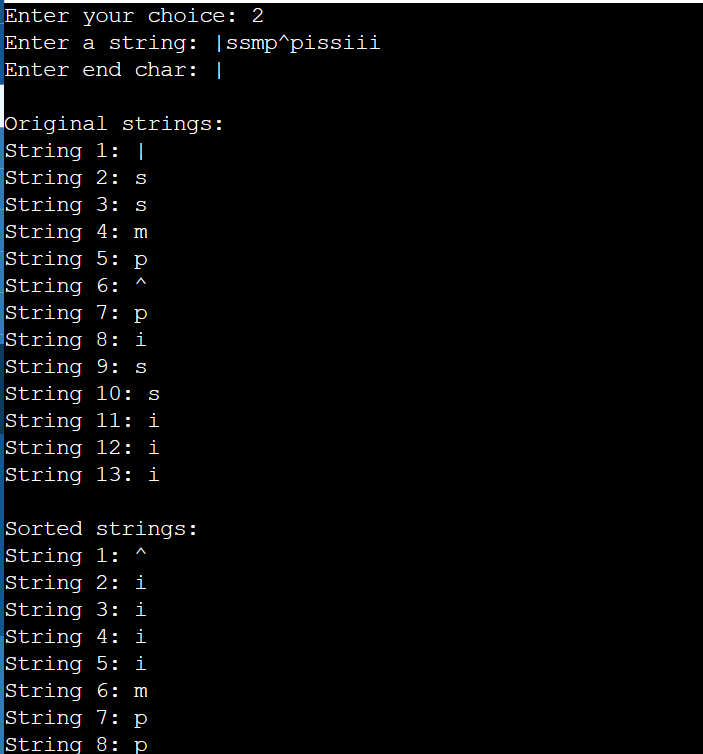 Enter your choice: 2
Enter a string: |ssmp^pissiii
Enter end char: |
Original strings:
String 1: |
String 2: s
String 3: s
String 4: m
String 5: p
String 6: ^
String 7: p
String 8: i
String 9: s
String 10: s
String 11: i
String 12: i
String 13: i
Sorted strings:
String 1: ^
String 2: i
String 3: i
String 4: i
String 5: i
String 6: m
String 7: p
String 8: p